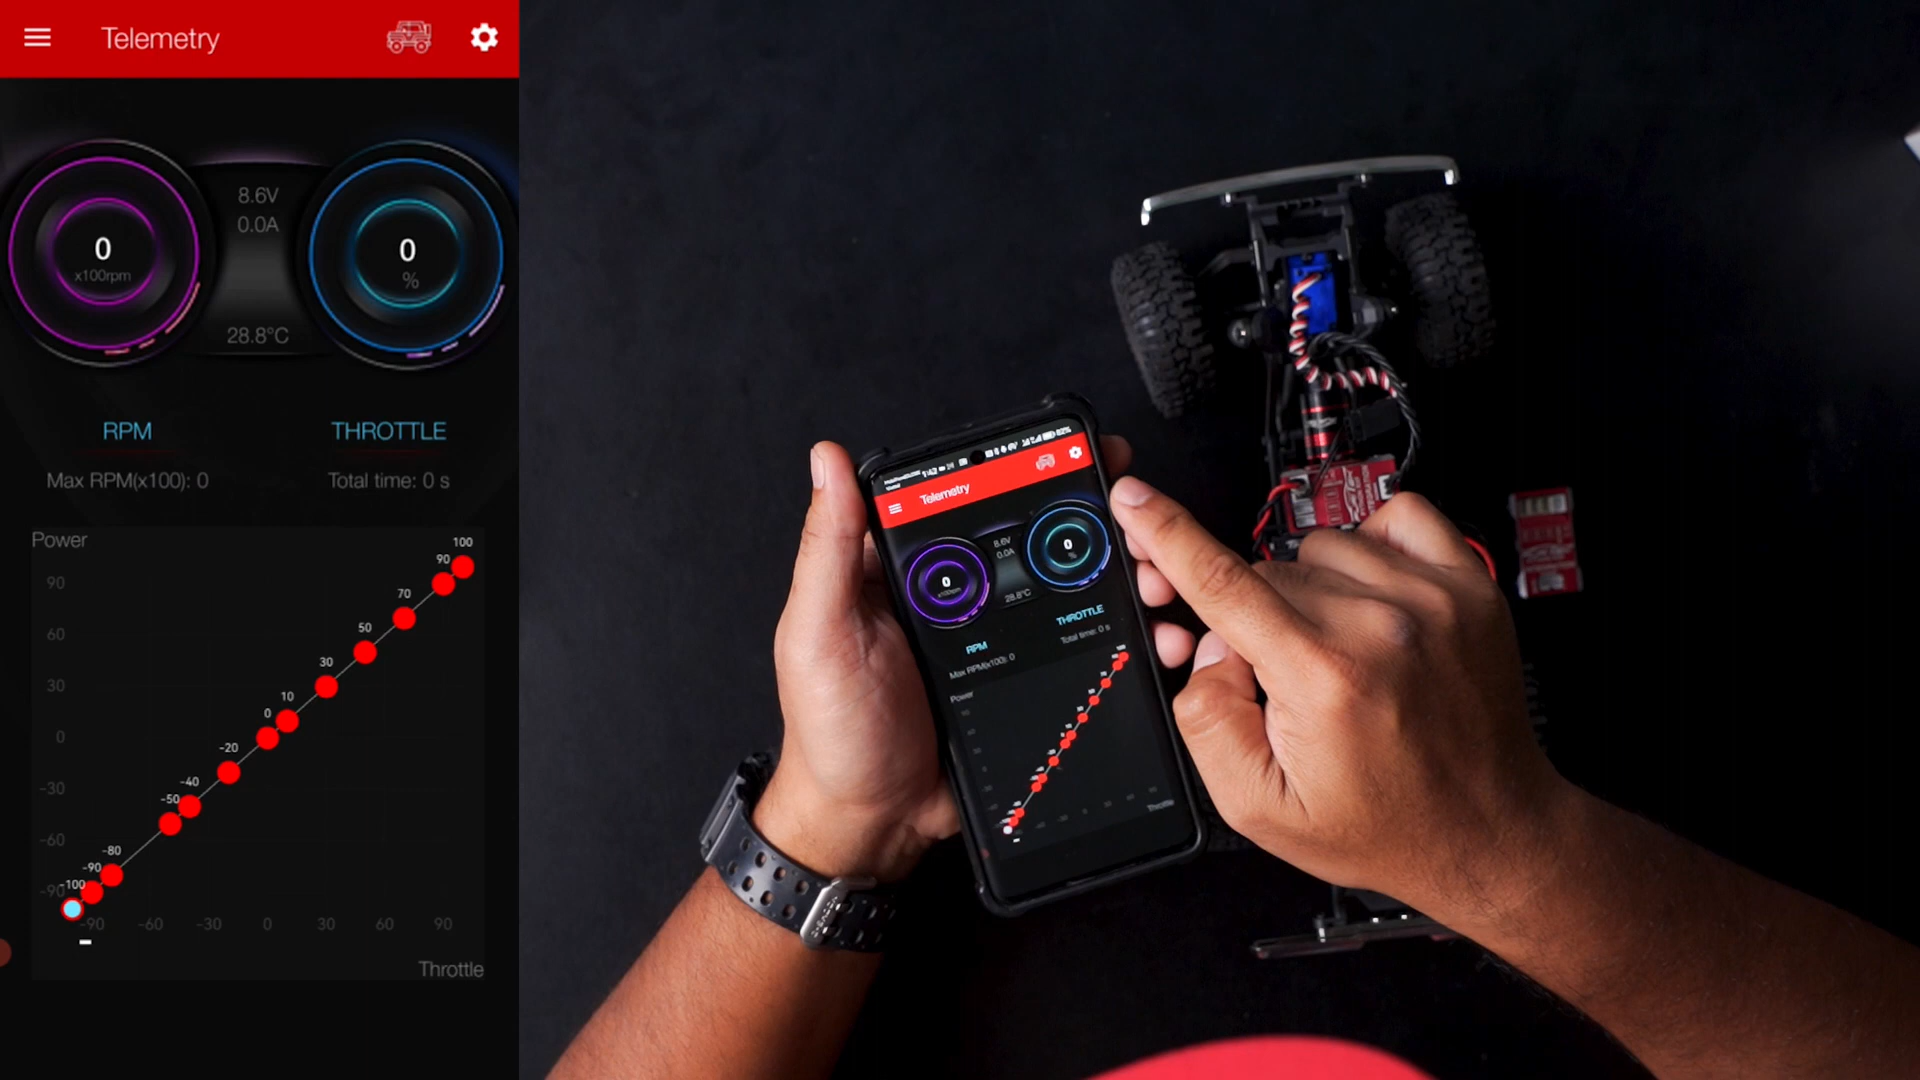 Telemetry
8.6V
0.0A
0
x100rpm
0
%
28.8°C
RPM
THROTTLE
Max RPM(x100): 0
Total time: 0 s
Power
100
90
90
70
60
50
30
30
10
0
0
-20
-30
-40
-50
-60
-80
-90
-90
-100
-90
-60
-30
0
30
60
90
Throttle
Telemetry
8.6V
0.0A
0
x100rpm
0
%
28.8°C
RPM
THROTTLE
Max RPM(x100): 0
Total time: 0 s
Power
Throttle